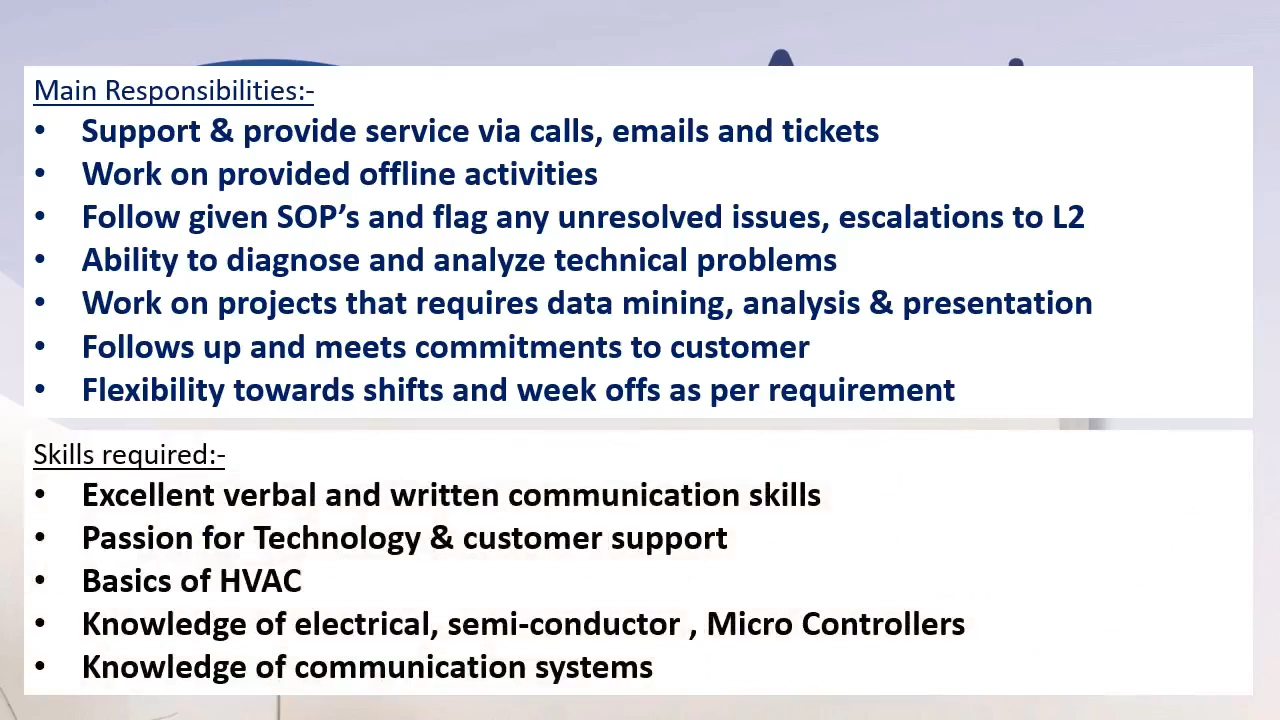 Main Responsibilities:-
• Support & provide service via calls, emails and tickets
• Work on provided offline activities
• Follow given SOP’s and flag any unresolved issues, escalations to L2
• Ability to diagnose and analyze technical problems
• Work on projects that requires data mining, analysis & presentation
• Follows up and meets commitments to customer
• Flexibility towards shifts and week offs as per requirement
Skills required:-
• Excellent verbal and written communication skills
• Passion for Technology & customer support
• Basics of HVAC
• Knowledge of electrical, semi-conductor , Micro Controllers
• Knowledge of communication systems